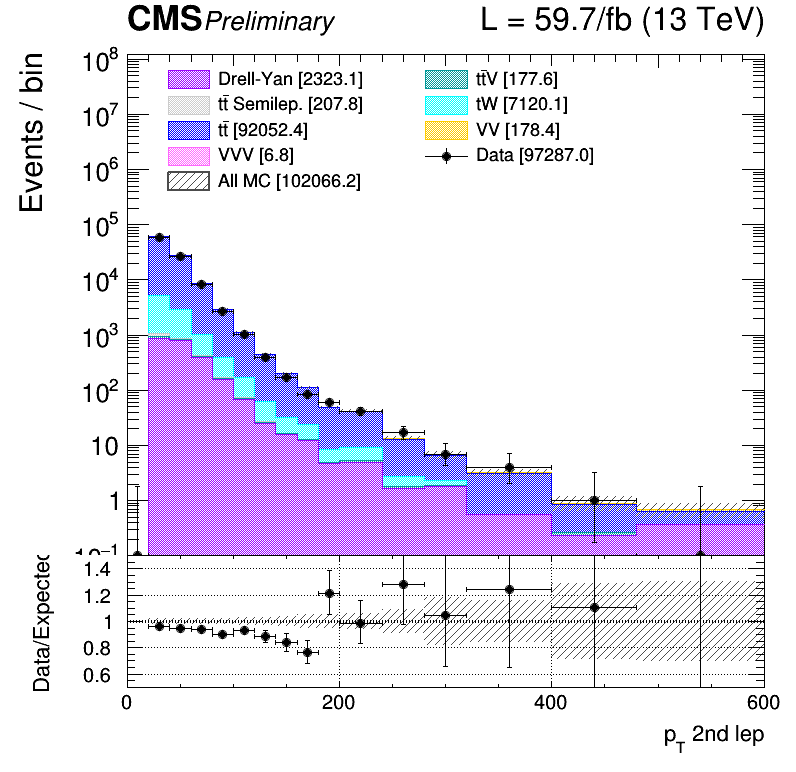 CMS Preliminary L = 59.7/fb (13 TeV)
Events / bin
10⁸
10⁷
10⁶
10⁵
10⁴
10³
10²
10
1
10⁻¹
Drell-Yan [2323.1]
tt̄ Semilep. [207.8]
tt̄ [92052.4]
VVV [6.8]
All MC [102066.2]
tt̄V [177.6]
tW [7120.1]
VV [178.4]
Data [97287.0]
Data/Expected
1.4
1.2
1
0.8
0.6
0 200 400 600
p_T 2nd lep